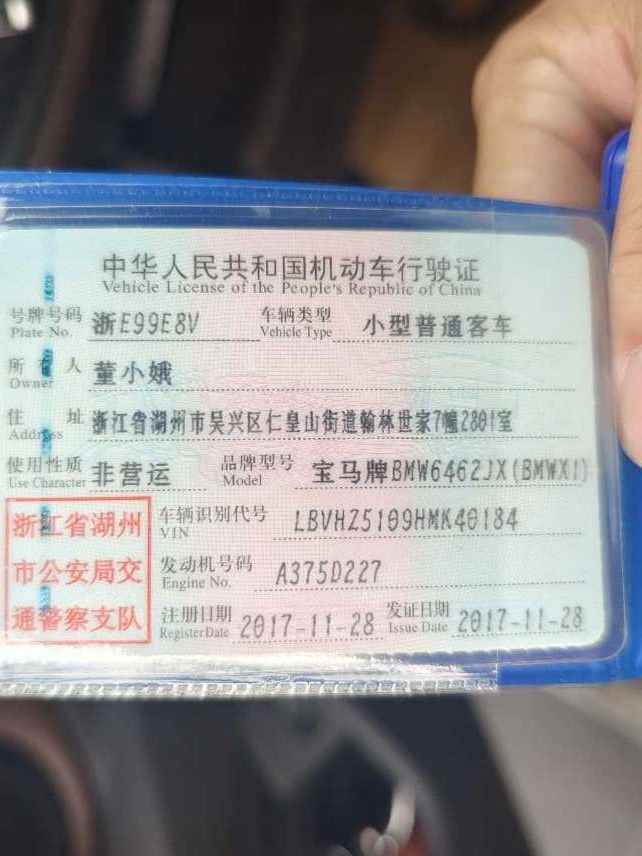 中华人民共和国机动车行驶证
Vehicle License of the People's Republic of China
号牌号码 浙E99E8V 车辆类型 小型普通客车
Plate No. Vehicle Type
所有人 董小娥
Owner
住址 浙江省湖州市吴兴区仁皇山街道翰林世家7幢2801室
Address
使用性质 非营运 品牌型号 宝马牌BMW6462JX(BMWX1)
Use Character Model
浙江省湖州 车辆识别代号 LBVHZ5109HMK40184
VIN
市公安局交 发动机号码 A375D227
Engine No.
通警察支队 注册日期 2017-11-28 发证日期 2017-11-28
Register Date Issue Date